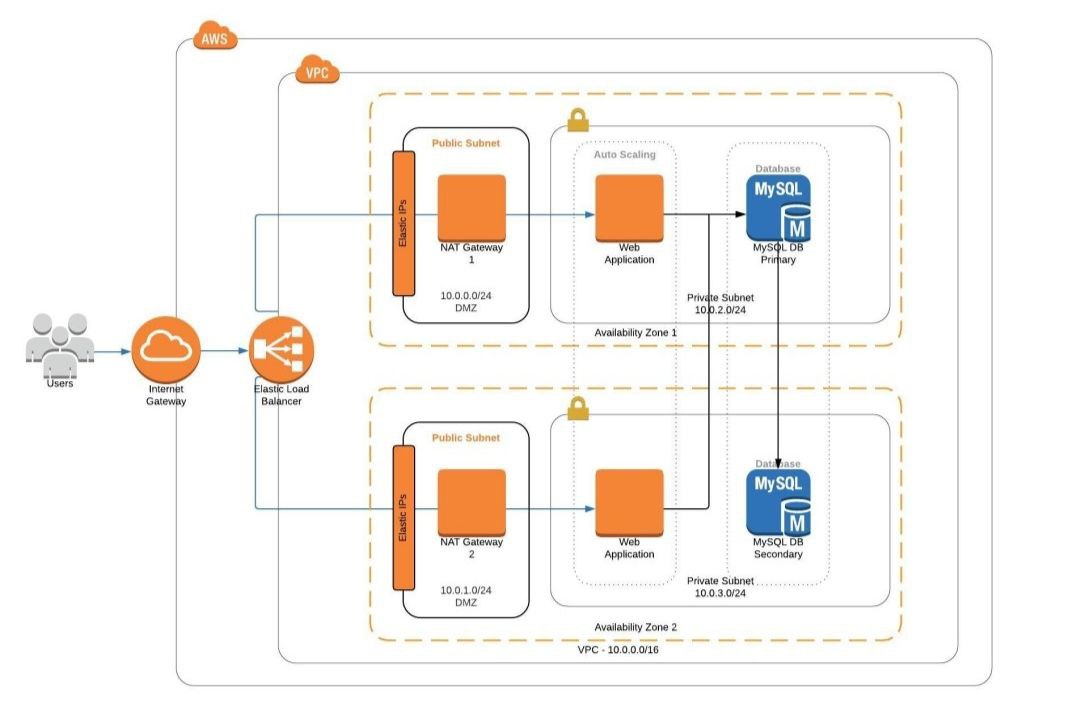 AWS
VPC
Public Subnet
Elastic IPs
NAT Gateway
1
10.0.0.0/24
DMZ
Auto Scaling
Web
Application
Database
MySQL
M
MySQL DB
Primary
Private Subnet
10.0.2.0/24
Availability Zone 1
Users
Internet
Gateway
Elastic Load
Balancer
Public Subnet
Elastic IPs
NAT Gateway
2
10.0.1.0/24
DMZ
Web
Application
Database
MySQL
M
MySQL DB
Secondary
Private Subnet
10.0.3.0/24
Availability Zone 2
VPC - 10.0.0.0/16